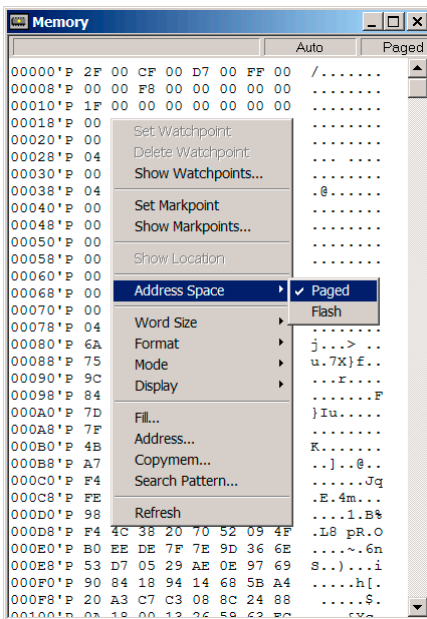 Memory
Auto Paged
00000'P 2F 00 CF 00 D7 00 FF 00 /.......
00008'P 00 00 F8 00 00 00 00 00 ........
00010'P 1F 00 00 00 00 00 00 00 ........
00018'P 00 ........
00020'P 00 Set Watchpoint ........
00028'P 04 Delete Watchpoint ... ....
00030'P 00 Show Watchpoints... ........
00038'P 04 .@......
00040'P 00 Set Markpoint ........
00048'P 00 Show Markpoints... ........
00050'P 00 ........
00058'P 00 Show Location ........
00060'P 00
00068'P 00 Address Space Paged
00070'P 00 Flash
00078'P 04 Word Size ........
00080'P 6A Format j...> ..
00088'P 75 Mode u.7X}f..
00090'P 9C Display ...r....
00098'P 84 .......F
000A0'P 7D Fill... }Iu.....
000A8'P 7F Address... ........
000B0'P 4B Copymem... K.......
000B8'P A7 ..]..@..
000C0'P F4 Search Pattern... ......Jq
000C8'P FE .E.4m...
000D0'P 98 Refresh ....1.B%
000D8'P F4 4C 38 20 70 52 09 4F .L8 pR.O
000E0'P B0 EE DE 7F 7E 9D 36 6E ....~.6n
000E8'P 53 D7 05 29 AE 0E 97 69 S..)...i
000F0'P 90 84 18 94 14 68 5B A4 .....h[.
000F8'P 20 A3 C7 C3 08 8C 24 88 .....$.